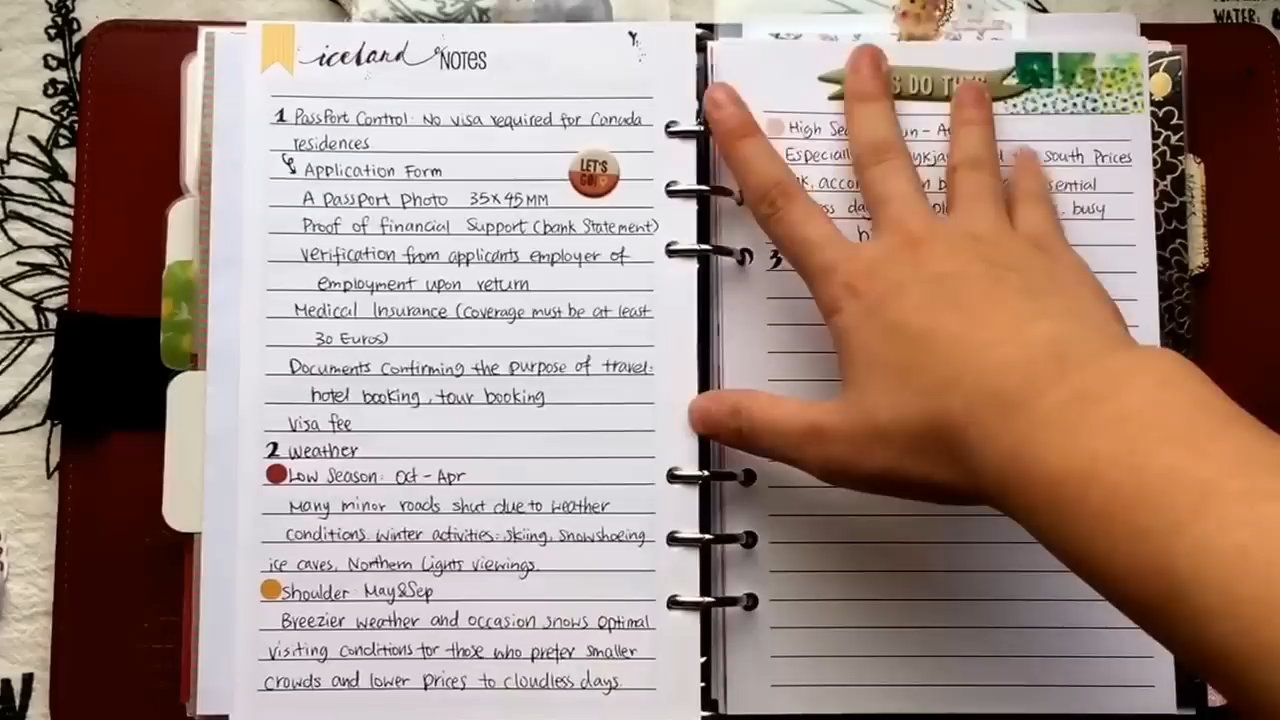 iceland NOTES
1 Passport Control: No visa required for Canada
residences
Application Form
LET'S GO!
A Passport Photo 35x45MM
Proof of financial Support (bank Statement)
verification from applicants employer of
employment upon return
Medical Insurance (coverage must be at least
30 Euros)
Documents Confirming the purpose of travel:
hotel booking, tour booking
Visa fee
2 Weather
Low Season: Oct-Apr
Many minor roads shut due to weather
conditions. Winter activities: Skiing, Snowshoeing
ice caves, Northern Lights viewings.
Shoulder May&Sep
Breezier weather and occasion snows optimal
visiting conditions for those who prefer smaller
crowds and lower prices to cloudless days.
WATER,
DO
High
Especially south Prices
busy
3